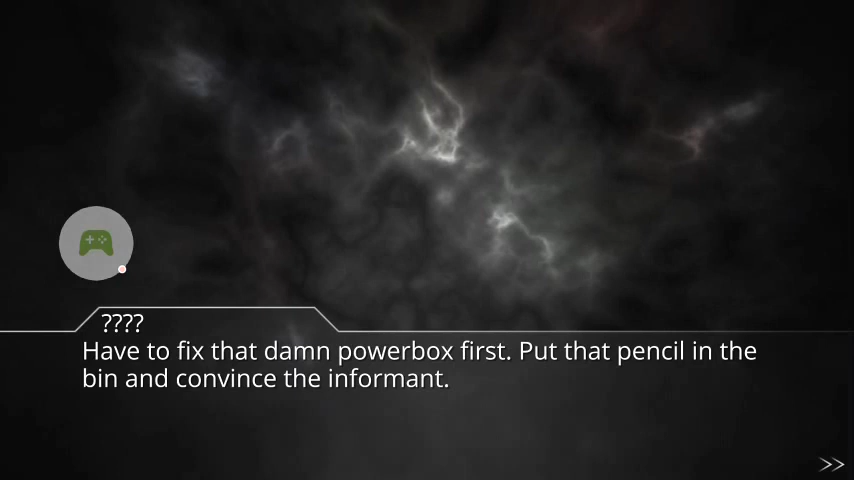 ????
Have to fix that damn powerbox first. Put that pencil in the
bin and convince the informant.
>>